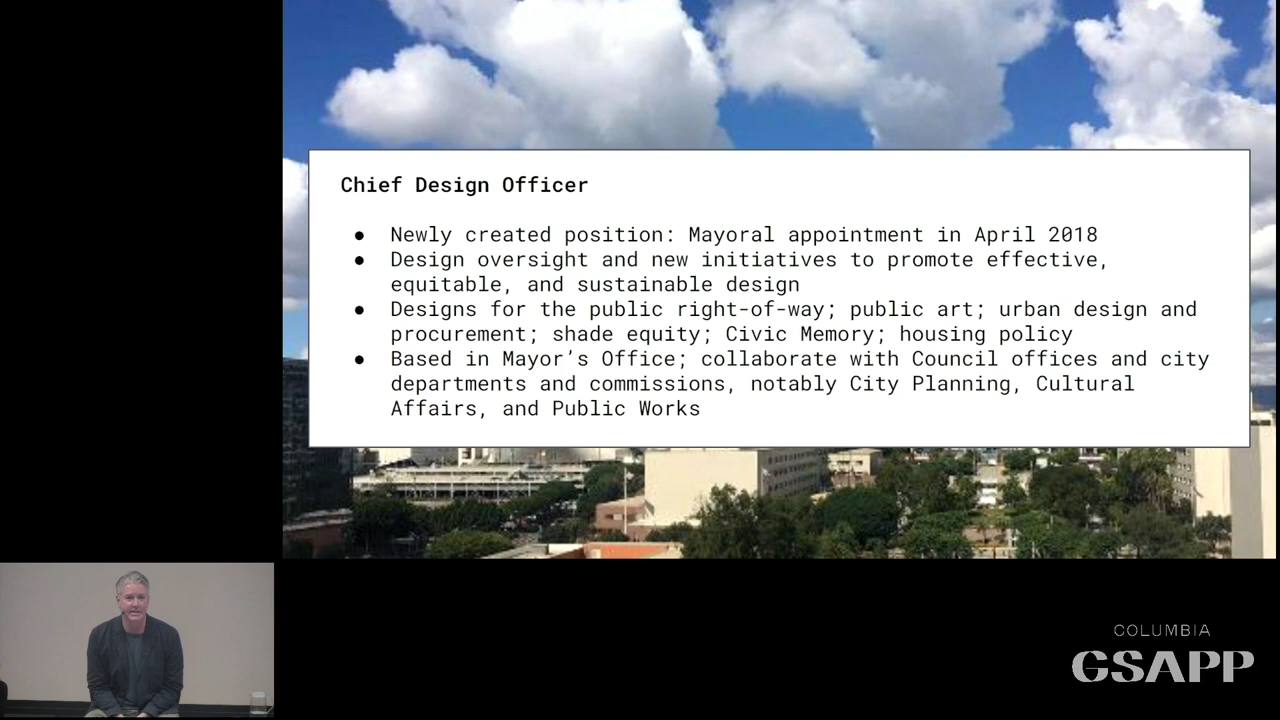 Chief Design Officer
● Newly created position: Mayoral appointment in April 2018
● Design oversight and new initiatives to promote effective,
equitable, and sustainable design
● Designs for the public right-of-way; public art; urban design and
procurement; shade equity; Civic Memory; housing policy
● Based in Mayor's Office; collaborate with Council offices and city
departments and commissions, notably City Planning, Cultural
Affairs, and Public Works
COLUMBIA
GSAPP